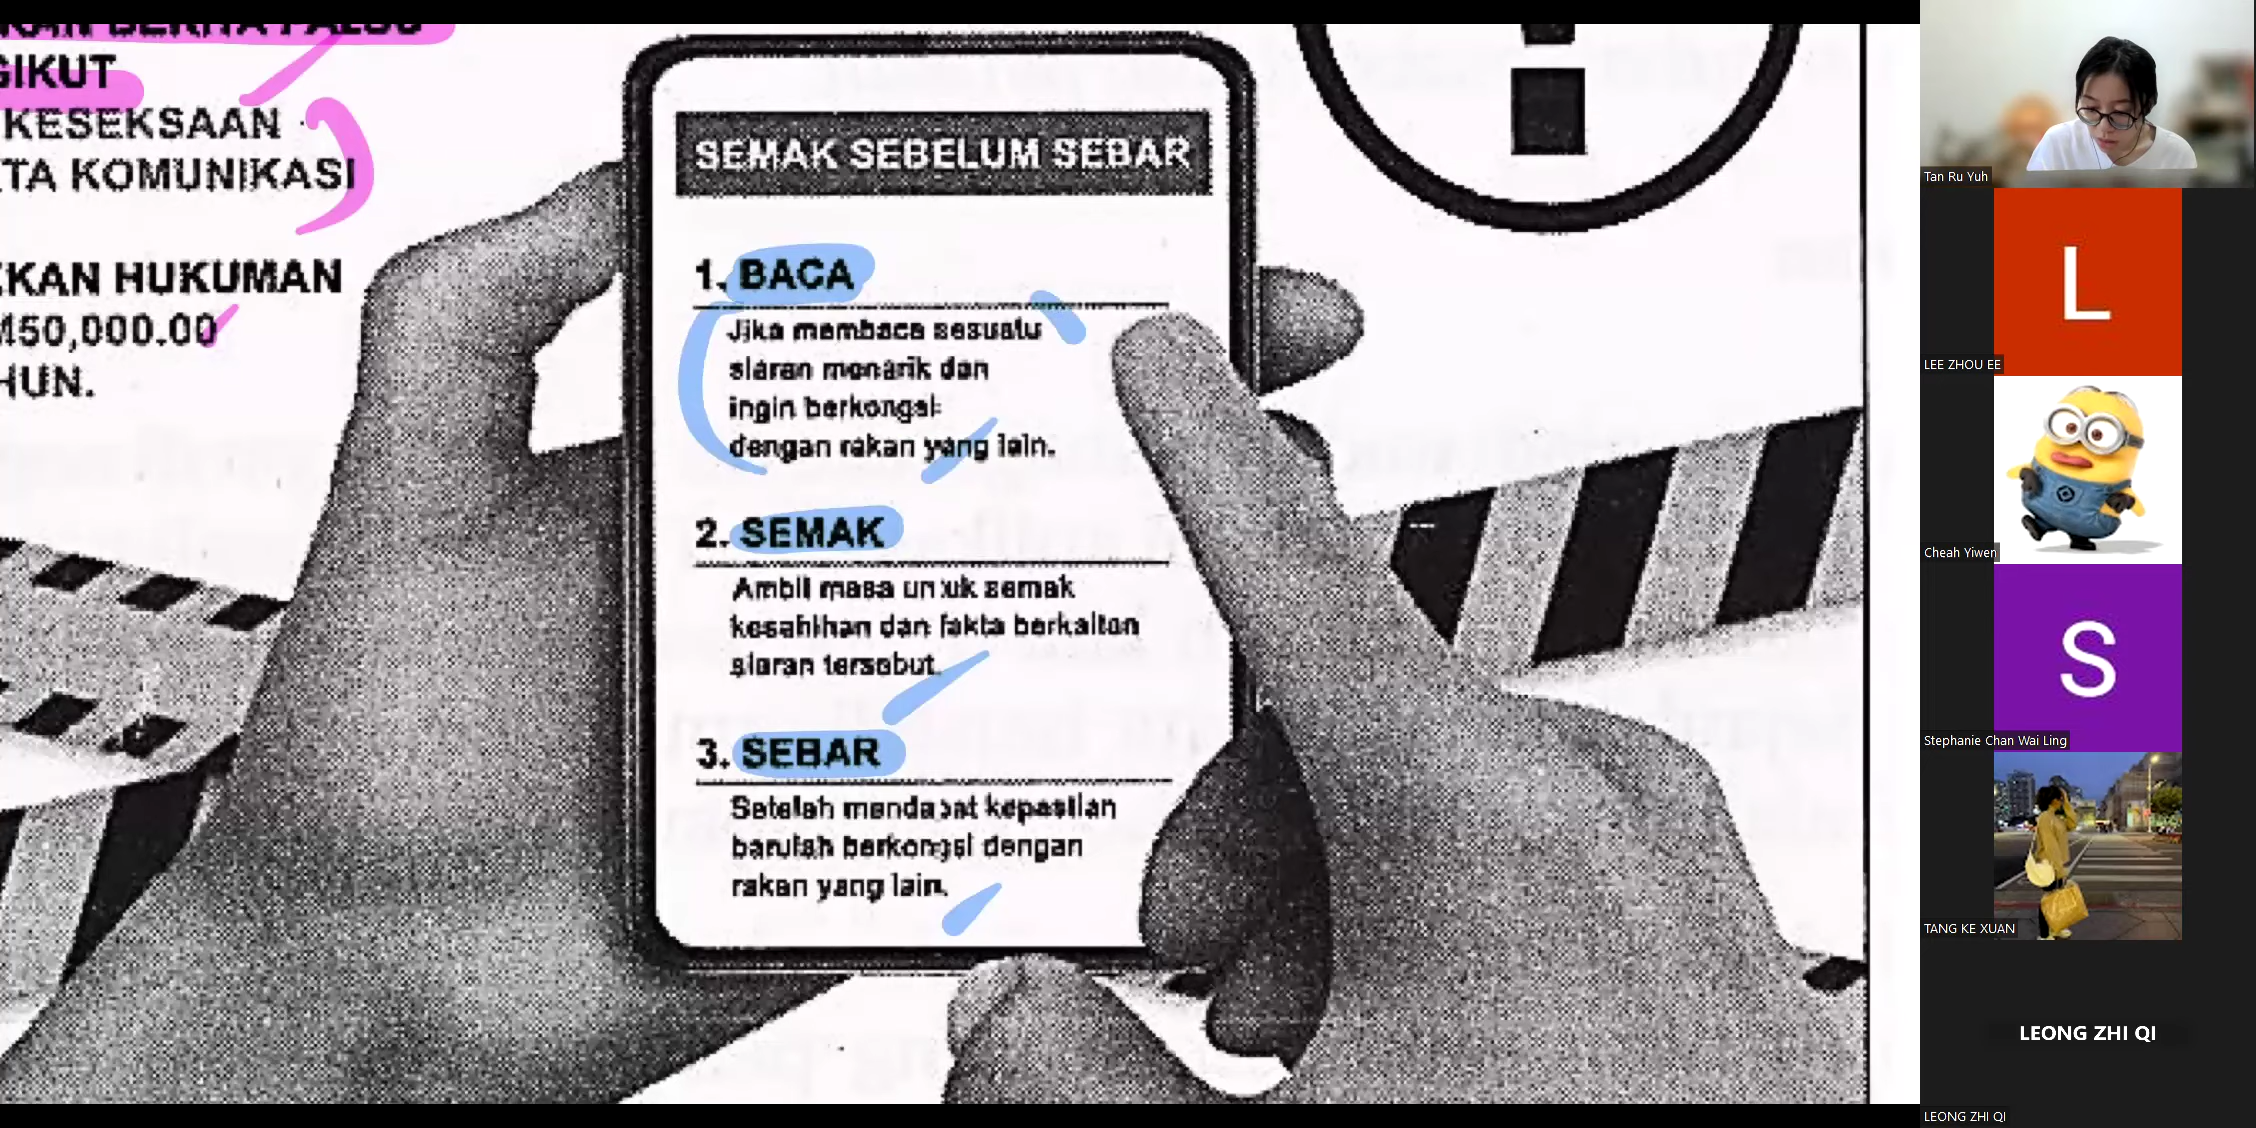 GIKUT
KESEKSAAN
TA KOMUNIKASI
KAN HUKUMAN
50,000.00
HUN.
SEMAK SEBELUM SEBAR
1. BACA
Jika membaca sesuatu
siaran menarik dan
ingin berkongsi
dengan rakan yang lain.
2. SEMAK
Ambil masa untuk semak
kesahihan dan fakta berkaitan
siaran tersebut.
3. SEBAR
Setelah mendapat kepastian
barulah berkongsi dengan
rakan yang lain.
Tan Ru Yuh
L
LEE ZHOU EE
Cheah Yiwen
S
Stephanie Chan Wai Ling
TANG KE XUAN
LEONG ZHI QI
LEONG ZHI QI